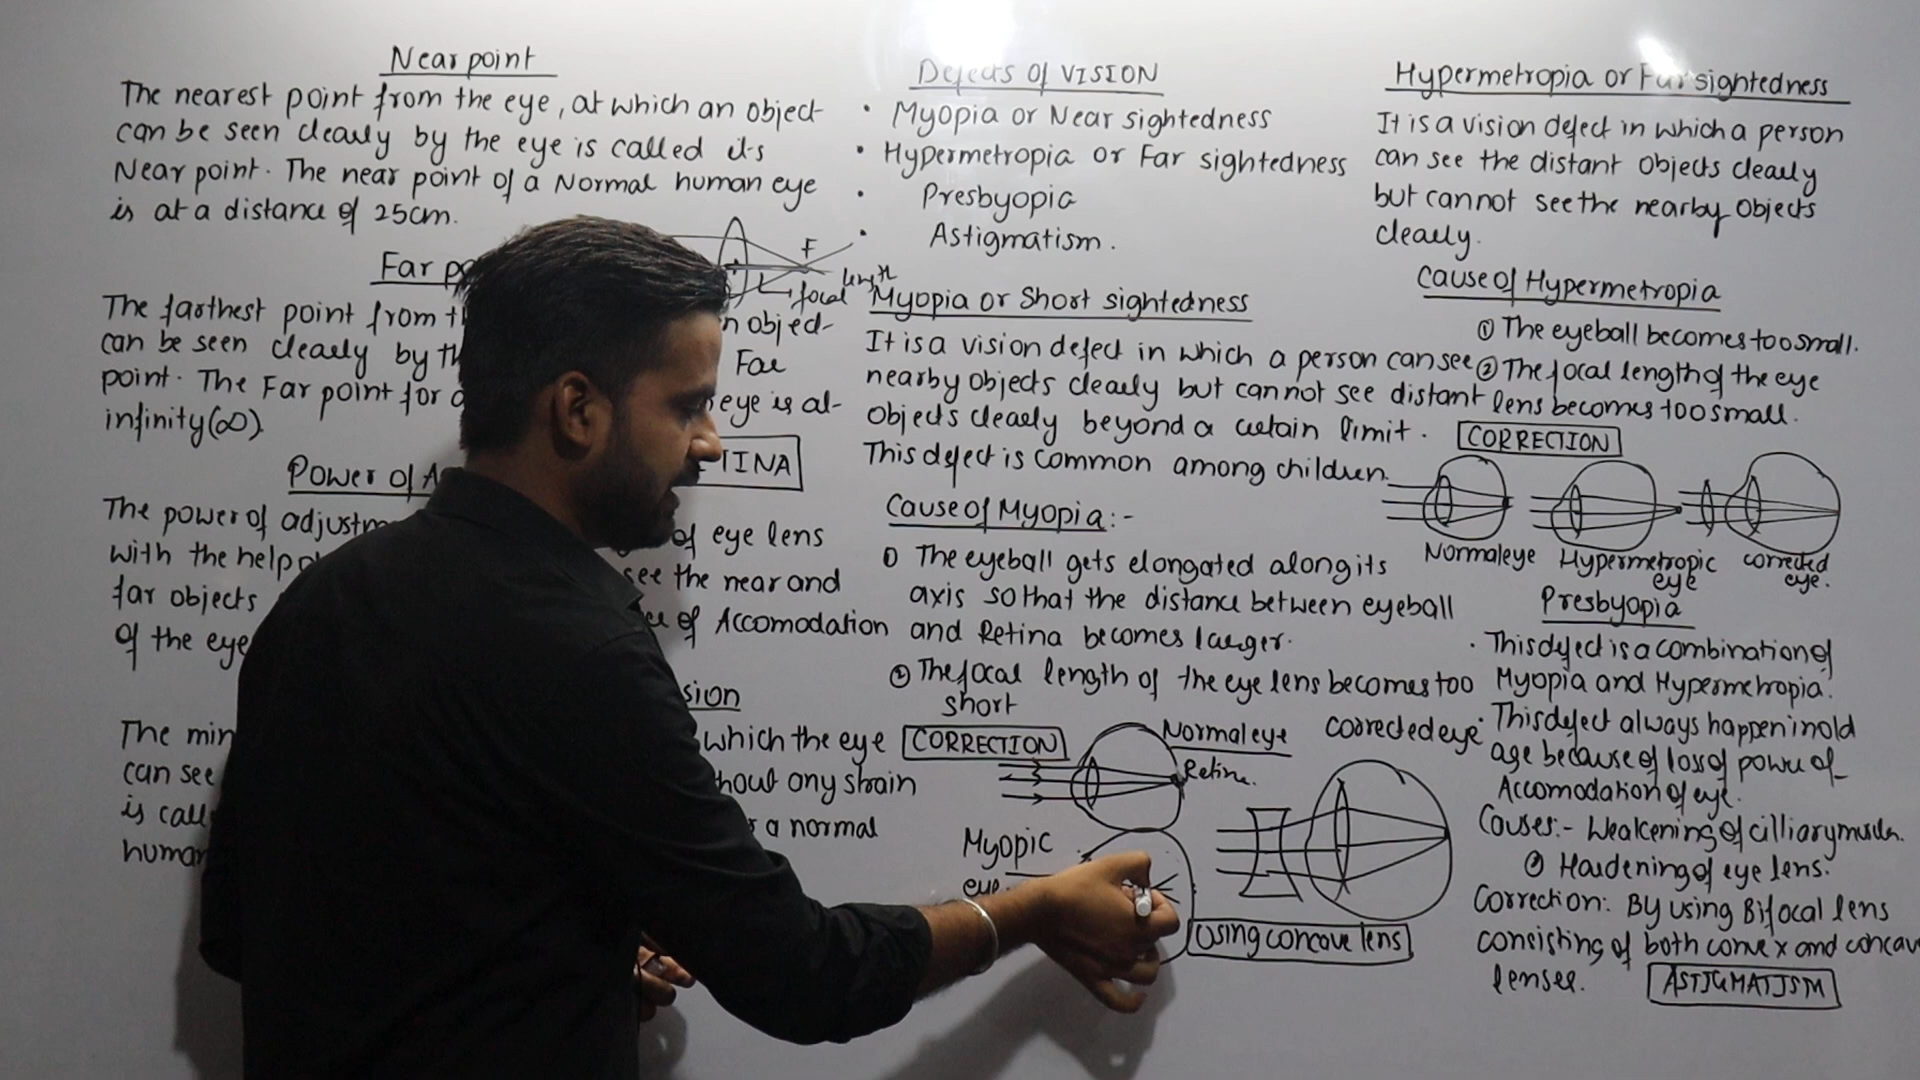 Near point
The nearest point from the eye, at which an object
can be seen clearly by the eye is called its
Near point. The near point of a Normal human eye
is at a distance of 25cm.
F
focal length
Far po
The farthest point from th
n object
can be seen clearly by th
Far
point. The Far point for a
eye is at
infinity (∞).
TINA
Power of A
The power of adjustm
of eye lens
with the help o
see the near and
far objects
of Accomodation
of the eye
sion
The min
which the eye
can see
hout any strain
is calle
a normal
human
Defects Of VISION
• Myopia or Near sightedness
• Hypermetropia or Far sightedness
• Presbyopia
• Astigmatism.
Myopia or Short sightedness
It is a vision defect in which a person can see
nearby objects clearly but cannot see distant
objects clearly beyond a certain limit.
This defect is common among children.
Cause of Myopia:-
① The eyeball gets elongated along its
axis so that the distance between eyeball
and Retina becomes larger.
② The focal length of the eye lens becomes too
short
CORRECTION
Normal eye
Retina.
Myopic
eye.
corrected eye
Using concave lens
Hypermetropia or Far sightedness
It is a vision defect in which a person
can see the distant objects clearly
but cannot see the nearby objects
clearly.
Cause of Hypermetropia
① The eyeball becomes too small.
② The focal length of the eye
lens becomes too small.
CORRECTION
Normal eye
Hypermetropic
eye
corrected
eye.
Presbyopia
• This defect is a combination of
Myopia and Hypermetropia.
• This defect always happen in old
age because of loss of power of
Accomodation of eye.
Causes:- Weakening of cilliary muscles.
② Hardening of eye lens.
Correction: By using Bifocal lens
consisting of both convex and concav
lenses.
ASTIGMATISM